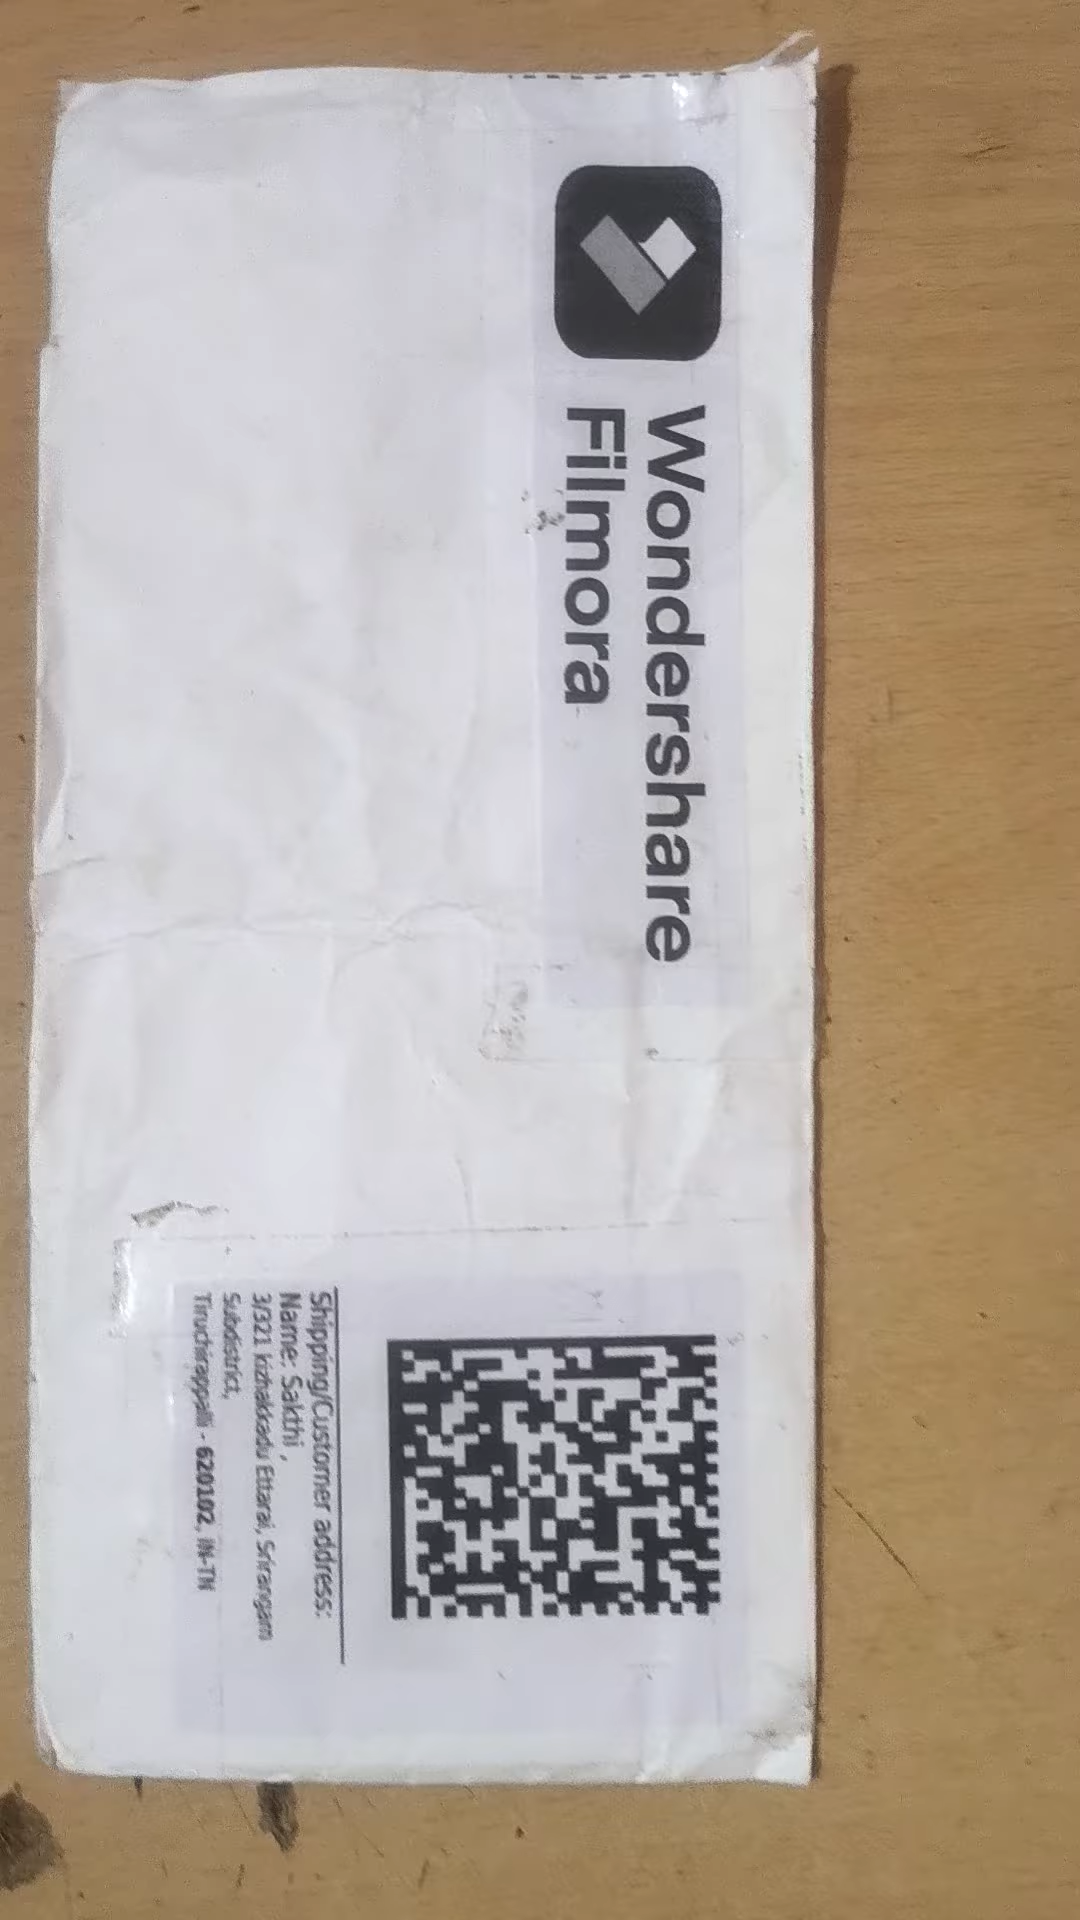 Wondershare
Filmora
Shipping/Customer address:
Name: Sakthi ,
3/321 kizhakkadu Ettarai, Srirangam
Subdistrict,
Tiruchirappalli - 620102, IN-TN